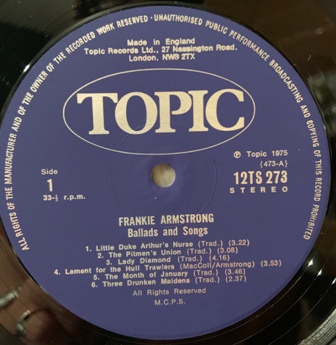 ALL RIGHTS OF THE MANUFACTURER AND OF THE OWNER OF THE RECORDED WORK RESERVED · UNAUTHORISED PUBLIC PERFORMANCE BROADCASTING AND COPYING OF THIS RECORD PROHIBITED
Made in England
Topic Records Ltd., 27 Nassington Road,
London, NW3 2TX
TOPIC
Side
1
33-⅓ r.p.m.
℗ Topic 1975
(473-A)
12TS 273
STEREO
FRANKIE ARMSTRONG
Ballads and Songs
1. Little Duke Arthur's Nurse (Trad.) (3.22)
2. The Pitmen's Union (Trad.) (3.08)
3. Lady Diamond (Trad.) (4.16)
4. Lament for the Hull Trawlers (MacColl/Armstrong) (3.53)
5. The Month of January (Trad.) (3.46)
6. Three Drunken Maidens (Trad.) (2.37)
All Rights Reserved
M.C.P.S.